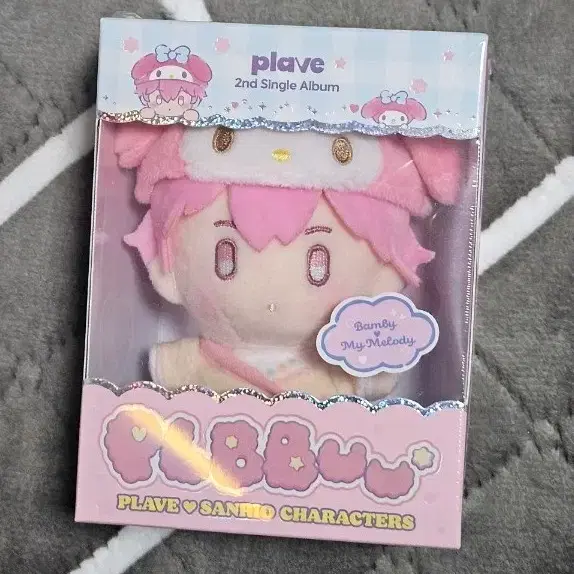 plave
2nd Single Album
Bamby
My Melody
PLBBUU
PLAVE ♥ SANRIO CHARACTERS